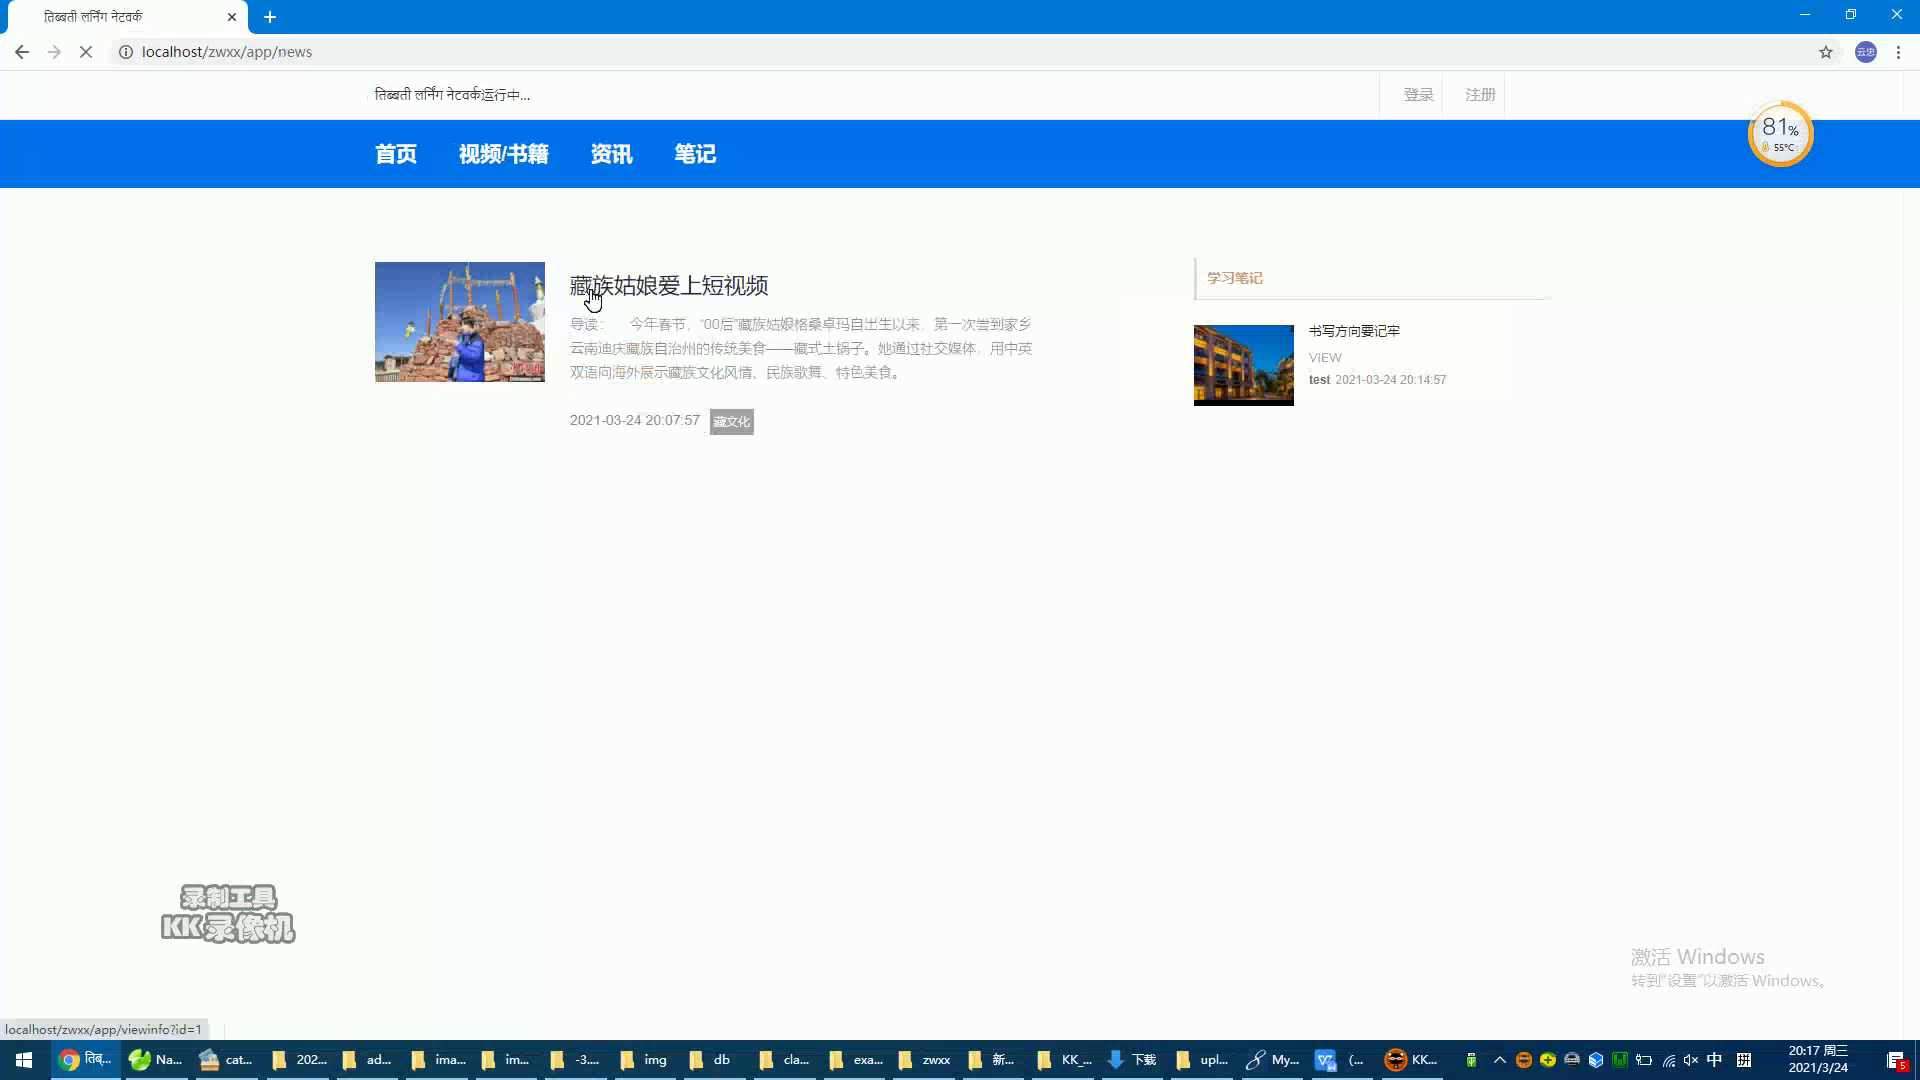 तिब्बती लर्निंग नेटवर्क
localhost/zwxx/app/news
云忠
तिब्बती लर्निंग नेटवर्क运行中...
登录 注册
81%
55°C
首页 视频/书籍 资讯 笔记
藏族姑娘爱上短视频
导读： 今年春节，“00后”藏族姑娘格桑卓玛自出生以来，第一次尝到家乡
云南迪庆藏族自治州的传统美食——藏式土锅子。她通过社交媒体，用中英
双语向海外展示藏族文化风情、民族歌舞、特色美食。
2021-03-24 20:07:57 藏文化
学习笔记
书写方向要记牢
VIEW
test 2021-03-24 20:14:57
录制工具
KK录像机
激活 Windows
转到“设置”以激活 Windows。
localhost/zwxx/app/viewinfo?id=1
तिब्... Na... cat... 202... ad... ima... im... -3.... img db cla... exa... zwxx 新... KK_... 下载 upl... My... (... KK... 中 拼
20:17 周三
2021/3/24
5